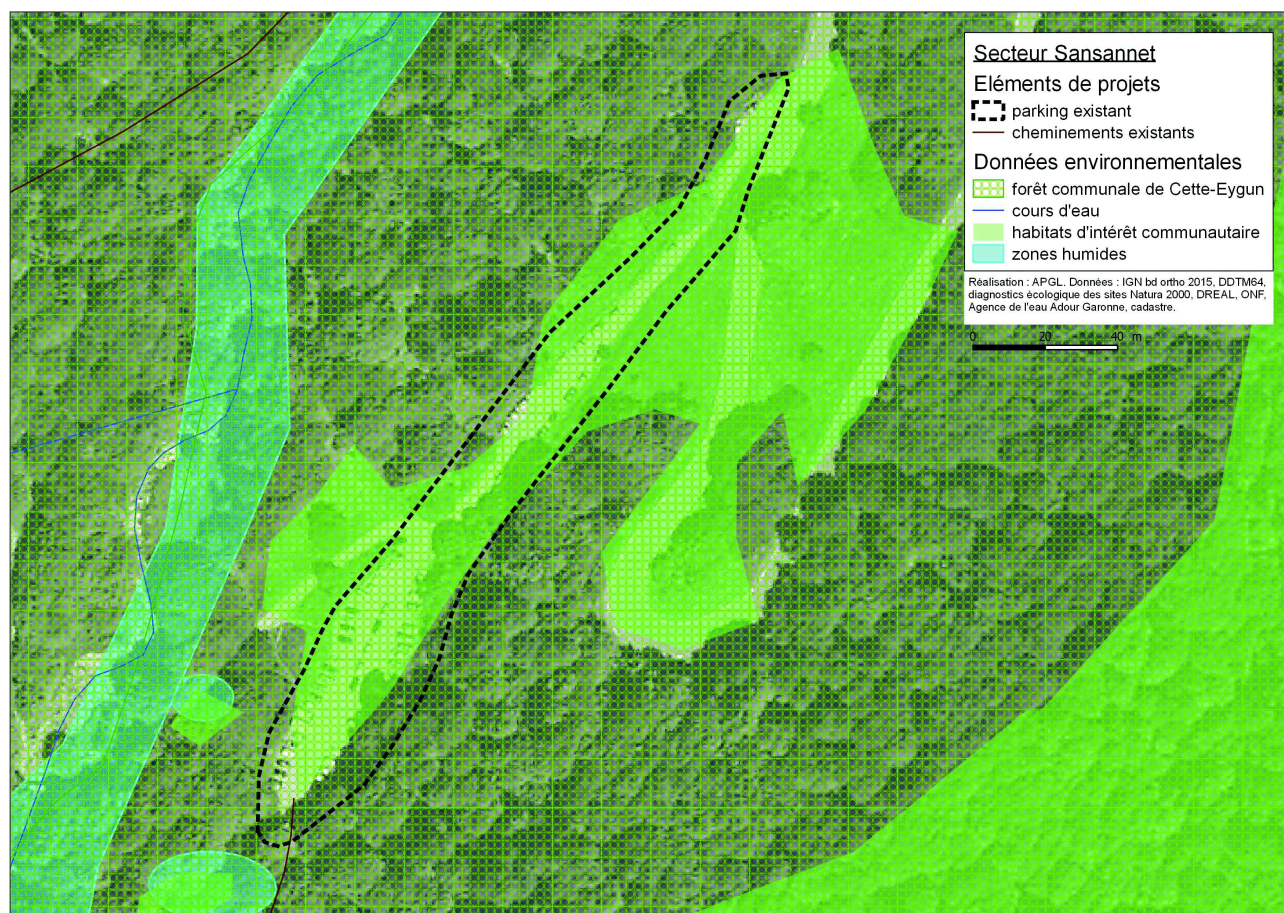 Secteur Sansannet
Eléments de projets
parking existant
cheminements existants
Données environnementales
forêt communale de Cette-Eygun
cours d'eau
habitats d'intérêt communautaire
zones humides
Réalisation : APGL. Données : IGN bd ortho 2015, DDTM64,
diagnostics écologique des sites Natura 2000, DREAL, ONF,
Agence de l'eau Adour Garonne, cadastre.
0 20 40 m